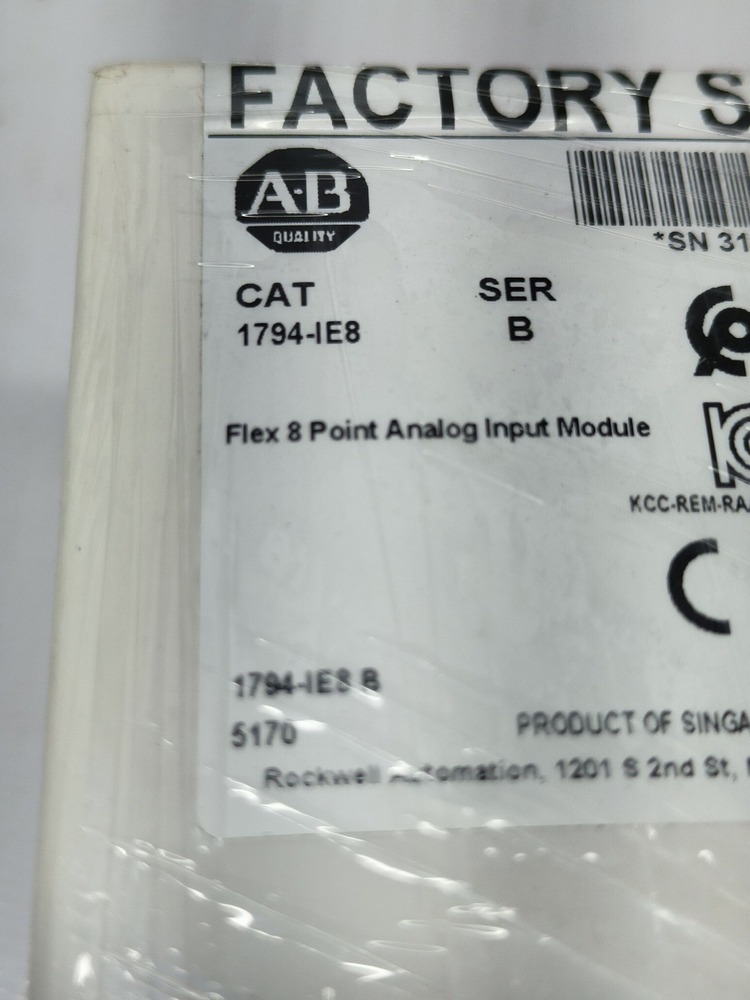 FACTORY S
A·B
QUALITY
*SN 31
CAT SER
1794-IE8 B
Flex 8 Point Analog Input Module
KCC-REM-RA
1794-IE8 B
5170 PRODUCT OF SINGA
Rockwell Automation, 1201 S 2nd St,